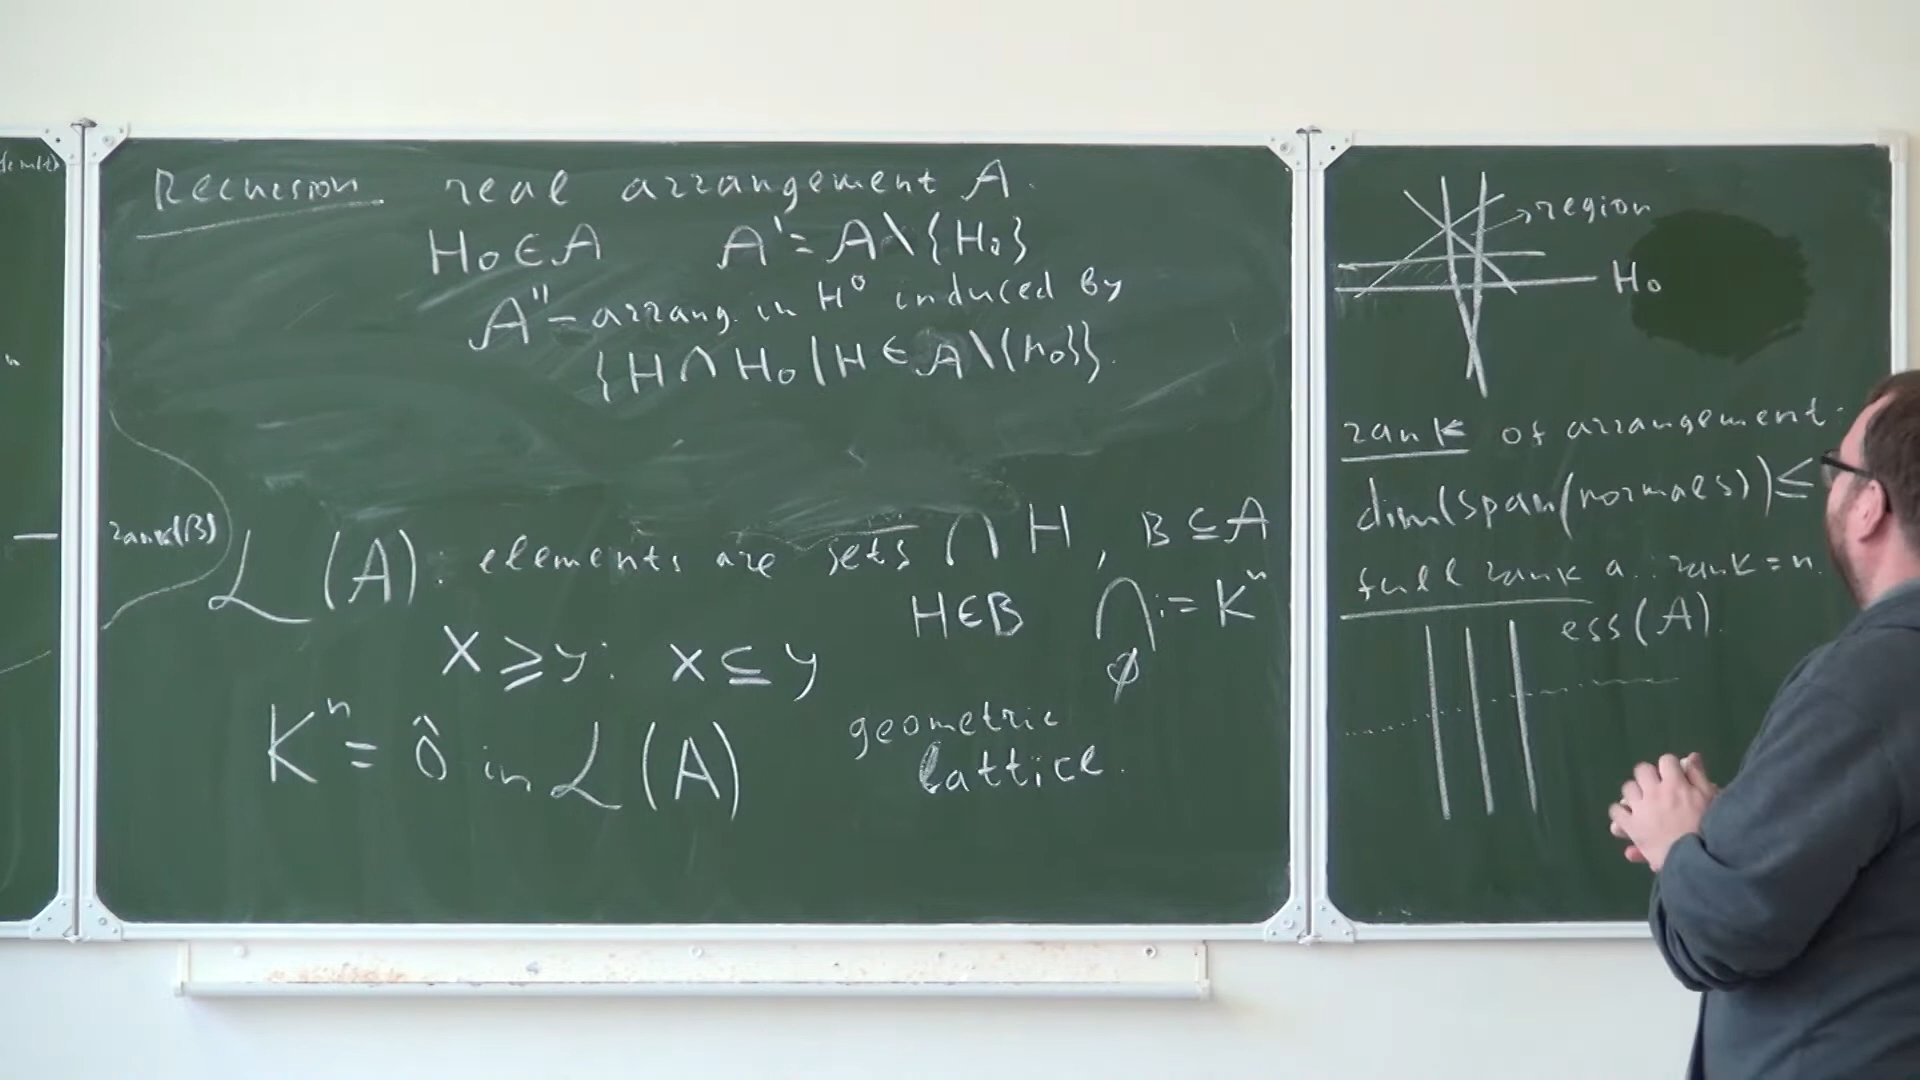 Recursion real arrangement A.
H₀ ∈ A   A' = A \ {H₀}
A'' – arrang. in H⁰ induced by
{H ∩ H₀ | H ∈ A \ {H₀}}.
rank(B)
L(A): elements are sets ∩ H, B ⊆ A
H∈B   ∩ := Kⁿ
∅
x ≥ y: x ⊆ y
Kⁿ = 0̂ in L(A)
geometric
lattice.
region
H₀
rank of arrangement.
dim(span(normals)) ≤
full rank a.: rank = n.
ess(A).